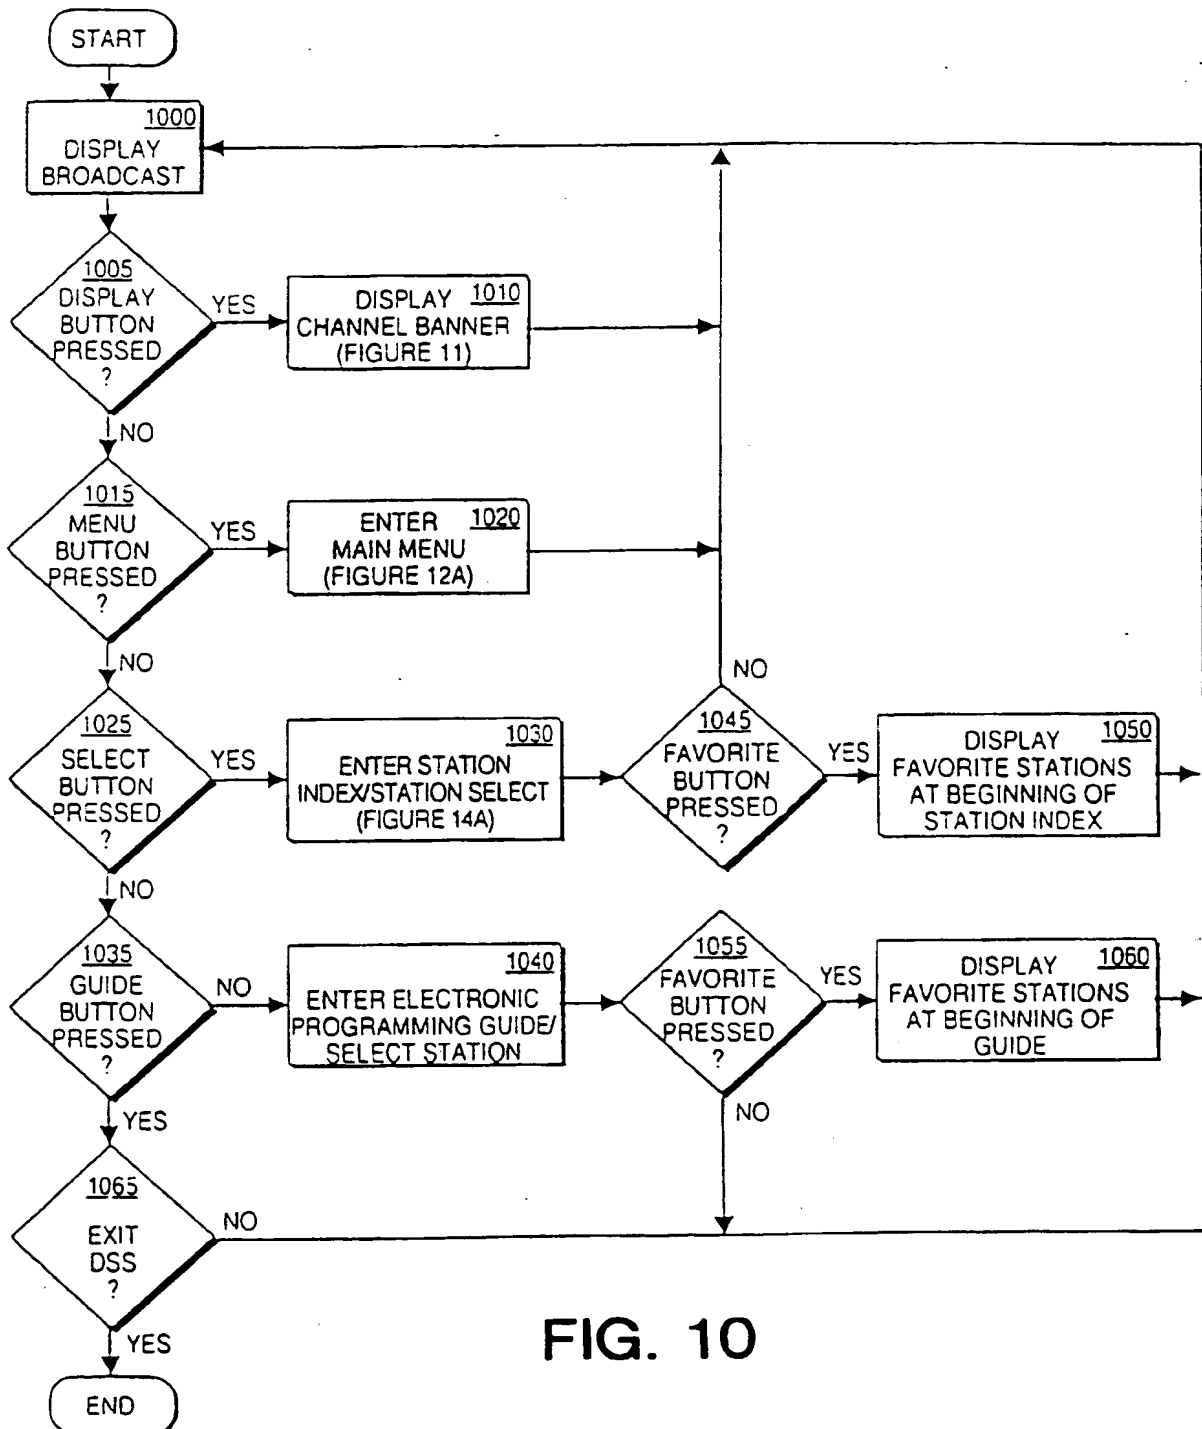 START
1000
DISPLAY
BROADCAST
1005
DISPLAY
BUTTON
PRESSED
?
YES
DISPLAY 1010
CHANNEL BANNER
(FIGURE 11)
NO
1015
MENU
BUTTON
PRESSED
?
YES
ENTER 1020
MAIN MENU
(FIGURE 12A)
NO
1025
SELECT
BUTTON
PRESSED
?
YES
1030
ENTER STATION
INDEX/STATION SELECT
(FIGURE 14A)
NO
1045
FAVORITE
BUTTON
PRESSED
?
YES
DISPLAY 1050
FAVORITE STATIONS
AT BEGINNING OF
STATION INDEX
NO
1035
GUIDE
BUTTON
PRESSED
?
NO
1040
ENTER ELECTRONIC
PROGRAMMING GUIDE/
SELECT STATION
1055
FAVORITE
BUTTON
PRESSED
?
YES
DISPLAY 1060
FAVORITE STATIONS
AT BEGINNING OF
GUIDE
NO
YES
1065
EXIT
DSS
?
NO
YES
END
FIG. 10